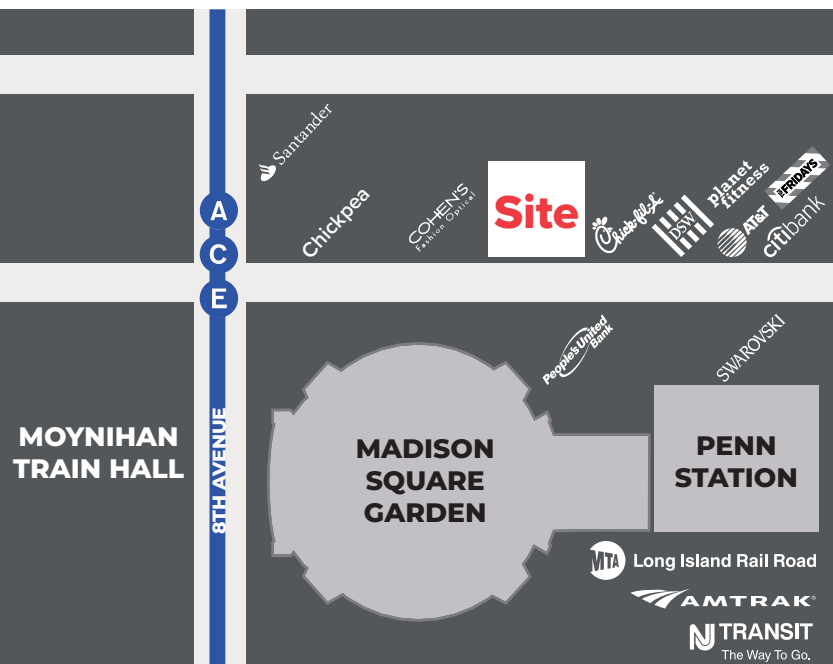 Santander
Chickpea
COHEN'S
Fashion Optical
Site
Chick-fil-A
DSW
planet
fitness
AT&T
FRIDAYS
citibank
A
C
E
People's United
Bank
SWAROVSKI
MOYNIHAN
TRAIN HALL
8TH AVENUE
MADISON
SQUARE
GARDEN
PENN
STATION
MTA
Long Island Rail Road
AMTRAK
NJ TRANSIT
The Way To Go.